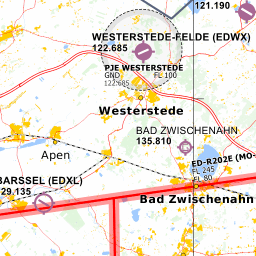 121.190
WESTERSTEDE-FELDE (EDWX)
122.685
PJE WESTERSTEDE
GND FL 100
122.685
Westerstede
BAD ZWISCHENAHN
135.810
Apen
ED-R202E (MO-
FL 245
FL 80
BARSSEL (EDXL)
29.135
Bad Zwischenahn